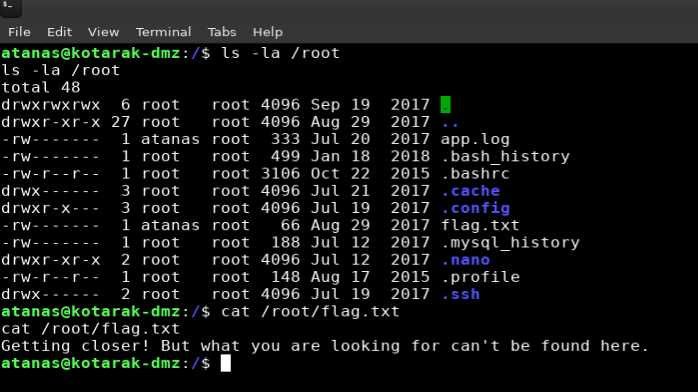 $_
File Edit View Terminal Tabs Help
atanas@kotarak-dmz:/$ ls -la /root
ls -la /root
total 48
drwxrwxrwx  6 root   root 4096 Sep 19  2017 .
drwxr-xr-x 27 root   root 4096 Aug 29  2017 ..
-rw-------  1 atanas root  333 Jul 20  2017 app.log
-rw-------  1 root   root  499 Jan 18  2018 .bash_history
-rw-r--r--  1 root   root 3106 Oct 22  2015 .bashrc
drwx------  3 root   root 4096 Jul 21  2017 .cache
drwxr-x---  3 root   root 4096 Jul 19  2017 .config
-rw-------  1 atanas root   66 Aug 29  2017 flag.txt
-rw-------  1 root   root  188 Jul 12  2017 .mysql_history
drwxr-xr-x  2 root   root 4096 Jul 12  2017 .nano
-rw-r--r--  1 root   root  148 Aug 17  2015 .profile
drwx------  2 root   root 4096 Jul 19  2017 .ssh
atanas@kotarak-dmz:/$ cat /root/flag.txt
cat /root/flag.txt
Getting closer! But what you are looking for can't be found here.
atanas@kotarak-dmz:/$